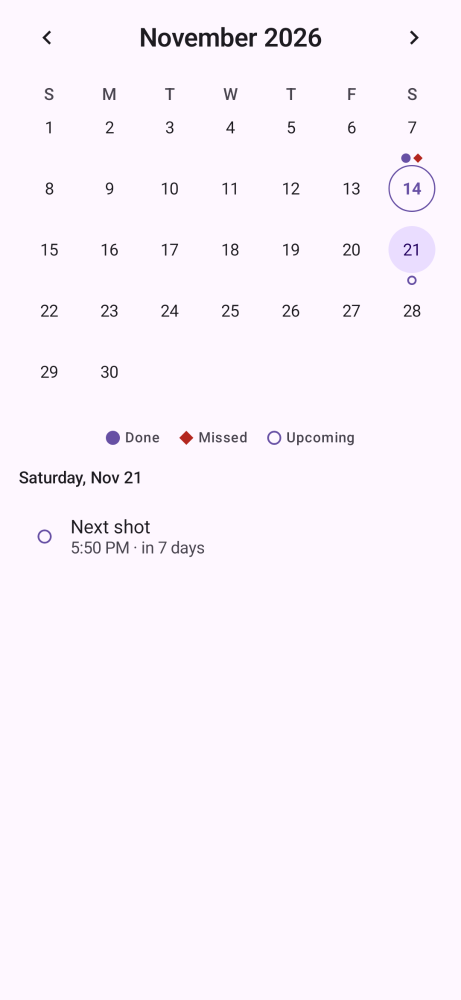 November 2026
S M T W T F S
1 2 3 4 5 6 7
8 9 10 11 12 13 14
15 16 17 18 19 20 21
22 23 24 25 26 27 28
29 30
Done Missed Upcoming
Saturday, Nov 21
Next shot
5:50 PM · in 7 days